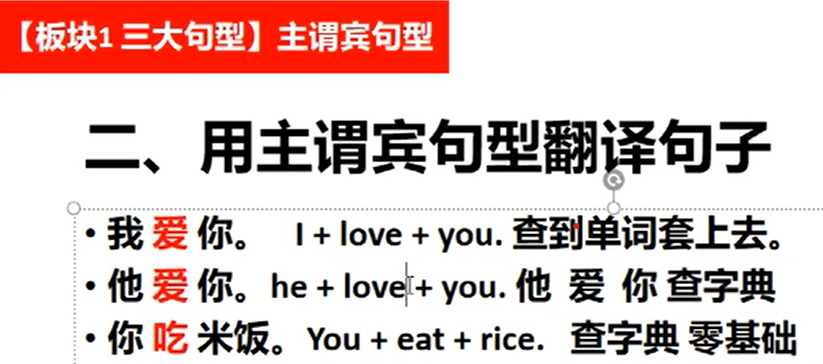 【板块1 三大句型】主谓宾句型
二、用主谓宾句型翻译句子
• 我 爱 你。 I + love + you. 查到单词套上去。
• 他 爱 你。he + love + you. 他 爱 你 查字典
• 你 吃 米饭。You + eat + rice. 查字典 零基础